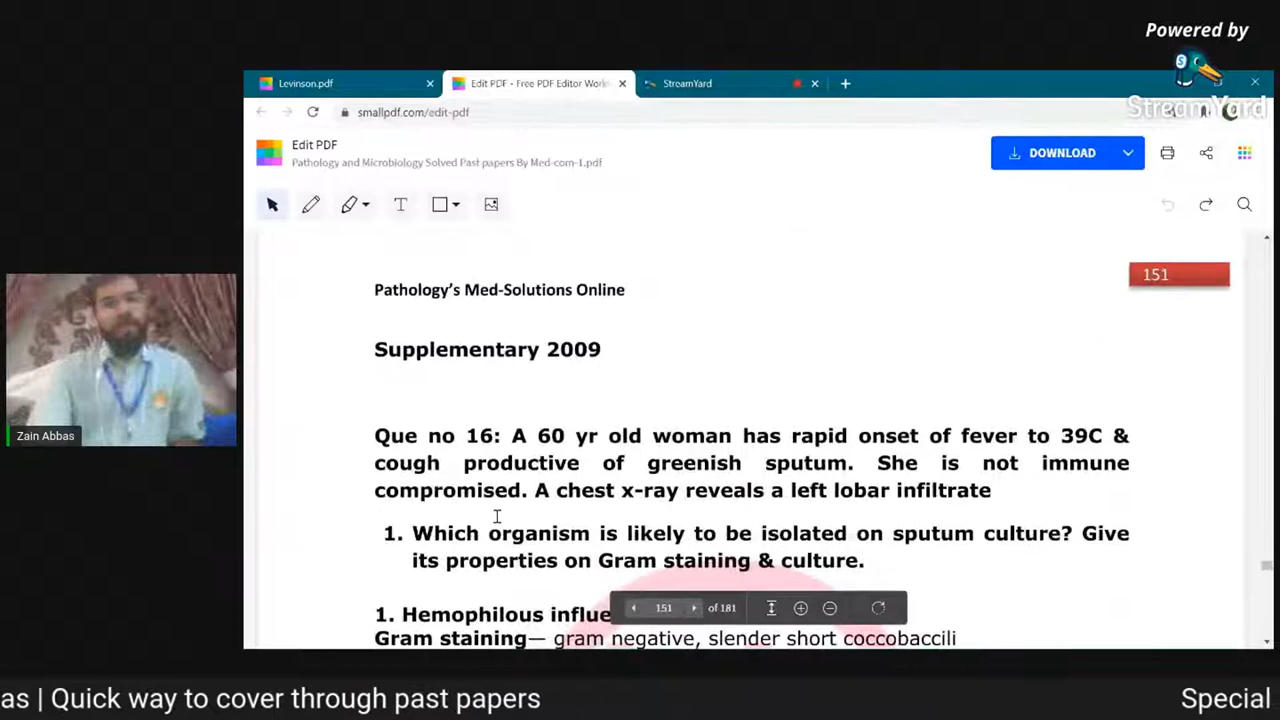 Powered by
StreamYard
Levinson.pdf
Edit PDF - Free PDF Editor Work
StreamYard
smallpdf.com/edit-pdf
Edit PDF
Pathology and Microbiology Solved Past papers By Med-com-1.pdf
DOWNLOAD
151
Pathology's Med-Solutions Online
Supplementary 2009
Que no 16: A 60 yr old woman has rapid onset of fever to 39C &
cough productive of greenish sputum. She is not immune
compromised. A chest x-ray reveals a left lobar infiltrate
1. Which organism is likely to be isolated on sputum culture? Give
its properties on Gram staining & culture.
1. Hemophilous influe
151 of 181
Gram staining— gram negative, slender short coccobaccili
Zain Abbas
as | Quick way to cover through past papers
Special